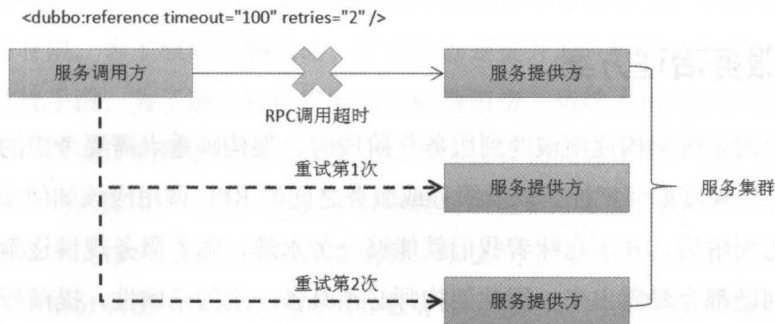 <dubbo:reference timeout="100" retries="2" />
服务调用方
服务提供方
RPC调用超时
重试第1次
服务提供方
服务集群
重试第2次
服务提供方